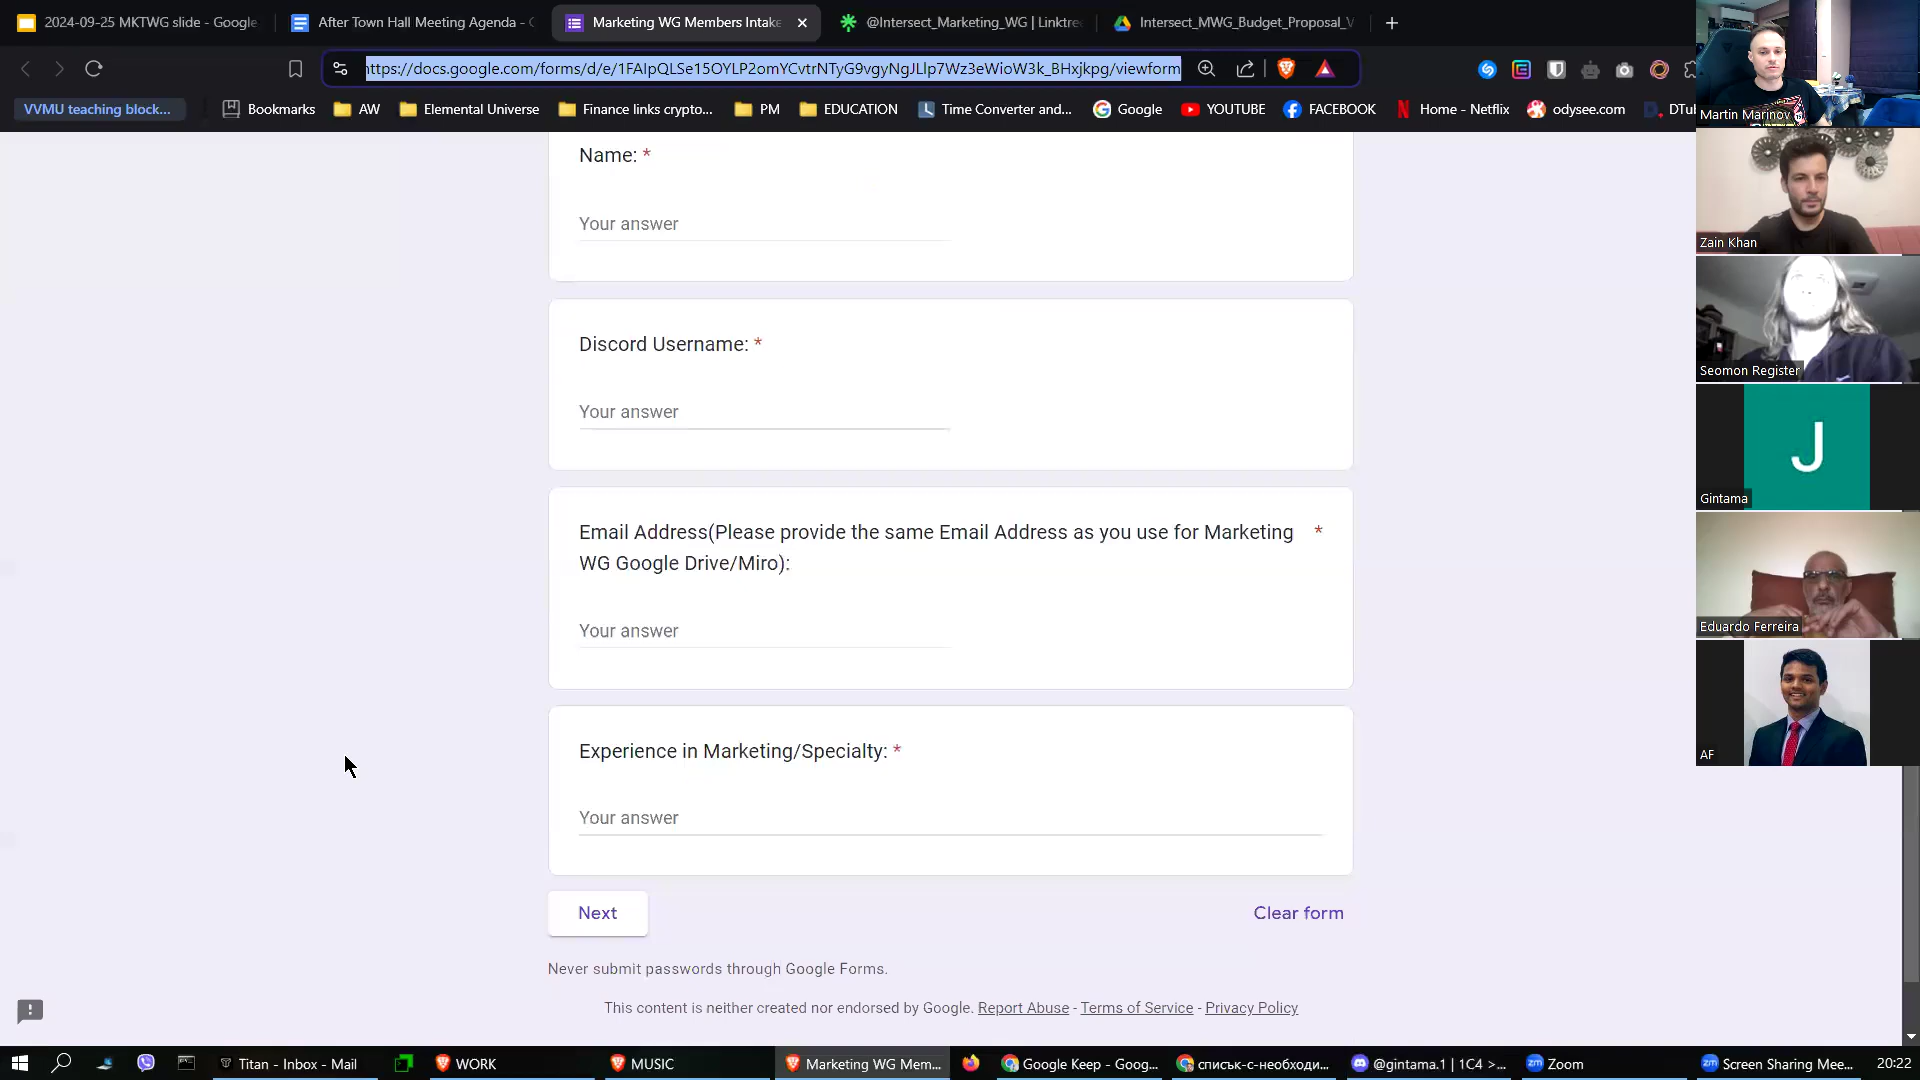 2024-09-25 MKTWG slide - Google
After Town Hall Meeting Agenda -
Marketing WG Members Intake
@Intersect_Marketing_WG | Linktre
Intersect_MWG_Budget_Proposal_V
https://docs.google.com/forms/d/e/1FAIpQLSe15OYLP2omYCvtrNTyG9vgyNgJLlp7Wz3eWioW3k_BHxjkpg/viewform
VVMU teaching block...
Bookmarks
AW
Elemental Universe
Finance links crypto...
PM
EDUCATION
Time Converter and...
Google
YOUTUBE
FACEBOOK
Home - Netflix
odysee.com
DTub
Name: *
Your answer
Discord Username: *
Your answer
Email Address(Please provide the same Email Address as you use for Marketing *
WG Google Drive/Miro):
Your answer
Experience in Marketing/Specialty: *
Your answer
Next
Clear form
Never submit passwords through Google Forms.
This content is neither created nor endorsed by Google. Report Abuse - Terms of Service - Privacy Policy
Martin Marinov
Zain Khan
Seomon Register
J
Gintama
Eduardo Ferreira
AF
Titan - Inbox - Mail
WORK
MUSIC
Marketing WG Mem...
Google Keep - Goog...
списък-с-необходи...
@gintama.1 | 1C4 >...
zm Zoom
zm Screen Sharing Mee...
20:22